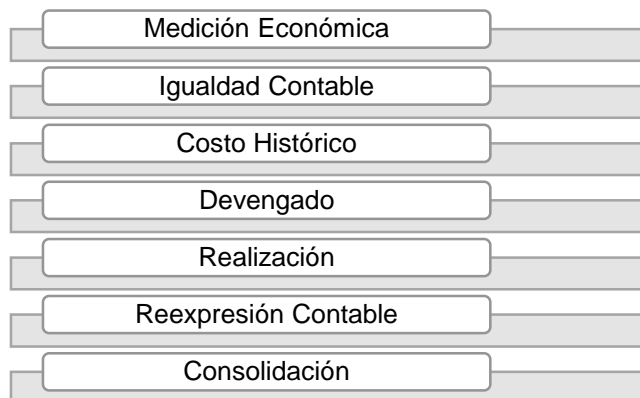 Medición Económica
Igualdad Contable
Costo Histórico
Devengado
Realización
Reexpresión Contable
Consolidación